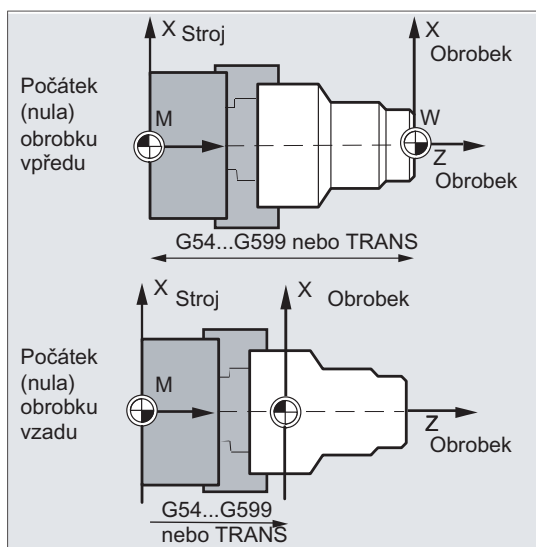 X Stroj
X
Obrobek
Počátek
(nula)
obrobku
vpředu
M
W
Z
Obrobek
G54...G599 nebo TRANS
X Stroj
X Obrobek
Počátek
(nula)
obrobku
vzadu
M
Z
Obrobek
G54...G599
nebo TRANS